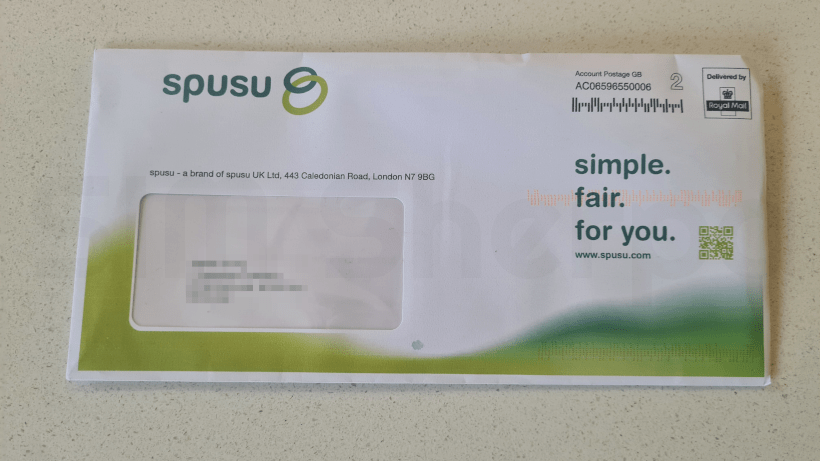 spusu
Account Postage GB
AC06596550006
2
Delivered by
Royal Mail
spusu - a brand of spusu UK Ltd, 443 Caledonian Road, London N7 9BG
simple.
fair.
for you.
www.spusu.com